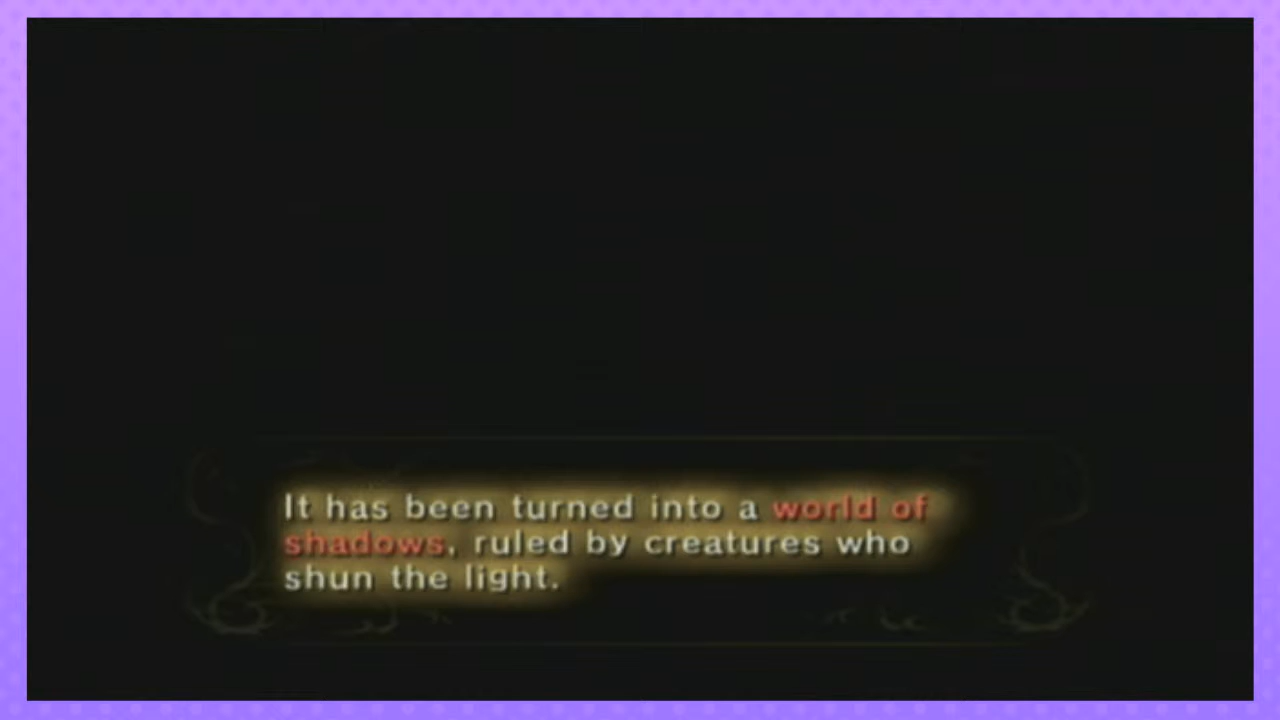 It has been turned into a world of
shadows, ruled by creatures who
shun the light.